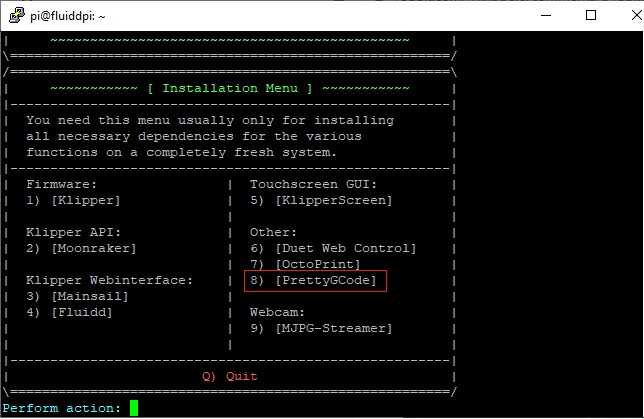 pi@fluiddpi: ~
|     ~~~~~~~~~~~~~~~~~~~~~~~~~~~~~~~~~~~~~~~~~~~     |
\=======================================================/
/=======================================================\
|     ~~~~~~~~~~~ [ Installation Menu ] ~~~~~~~~~~~     |
|-------------------------------------------------------|
|  You need this menu usually only for installing       |
|  all necessary dependencies for the various           |
|  functions on a completely fresh system.              |
|-------------------------------------------------------|
|  Firmware:                |  Touchscreen GUI:         |
|  1) [Klipper]             |  5) [KlipperScreen]       |
|                           |                           |
|  Klipper API:             |  Other:                   |
|  2) [Moonraker]           |  6) [Duet Web Control]    |
|                           |  7) [OctoPrint]           |
|  Klipper Webinterface:    |  8) [PrettyGCode]         |
|  3) [Mainsail]            |                           |
|  4) [Fluidd]              |  Webcam:                  |
|                           |  9) [MJPG-Streamer]       |
|                           |                           |
|-------------------------------------------------------|
|                        Q) Quit                        |
\=======================================================/
Perform action: